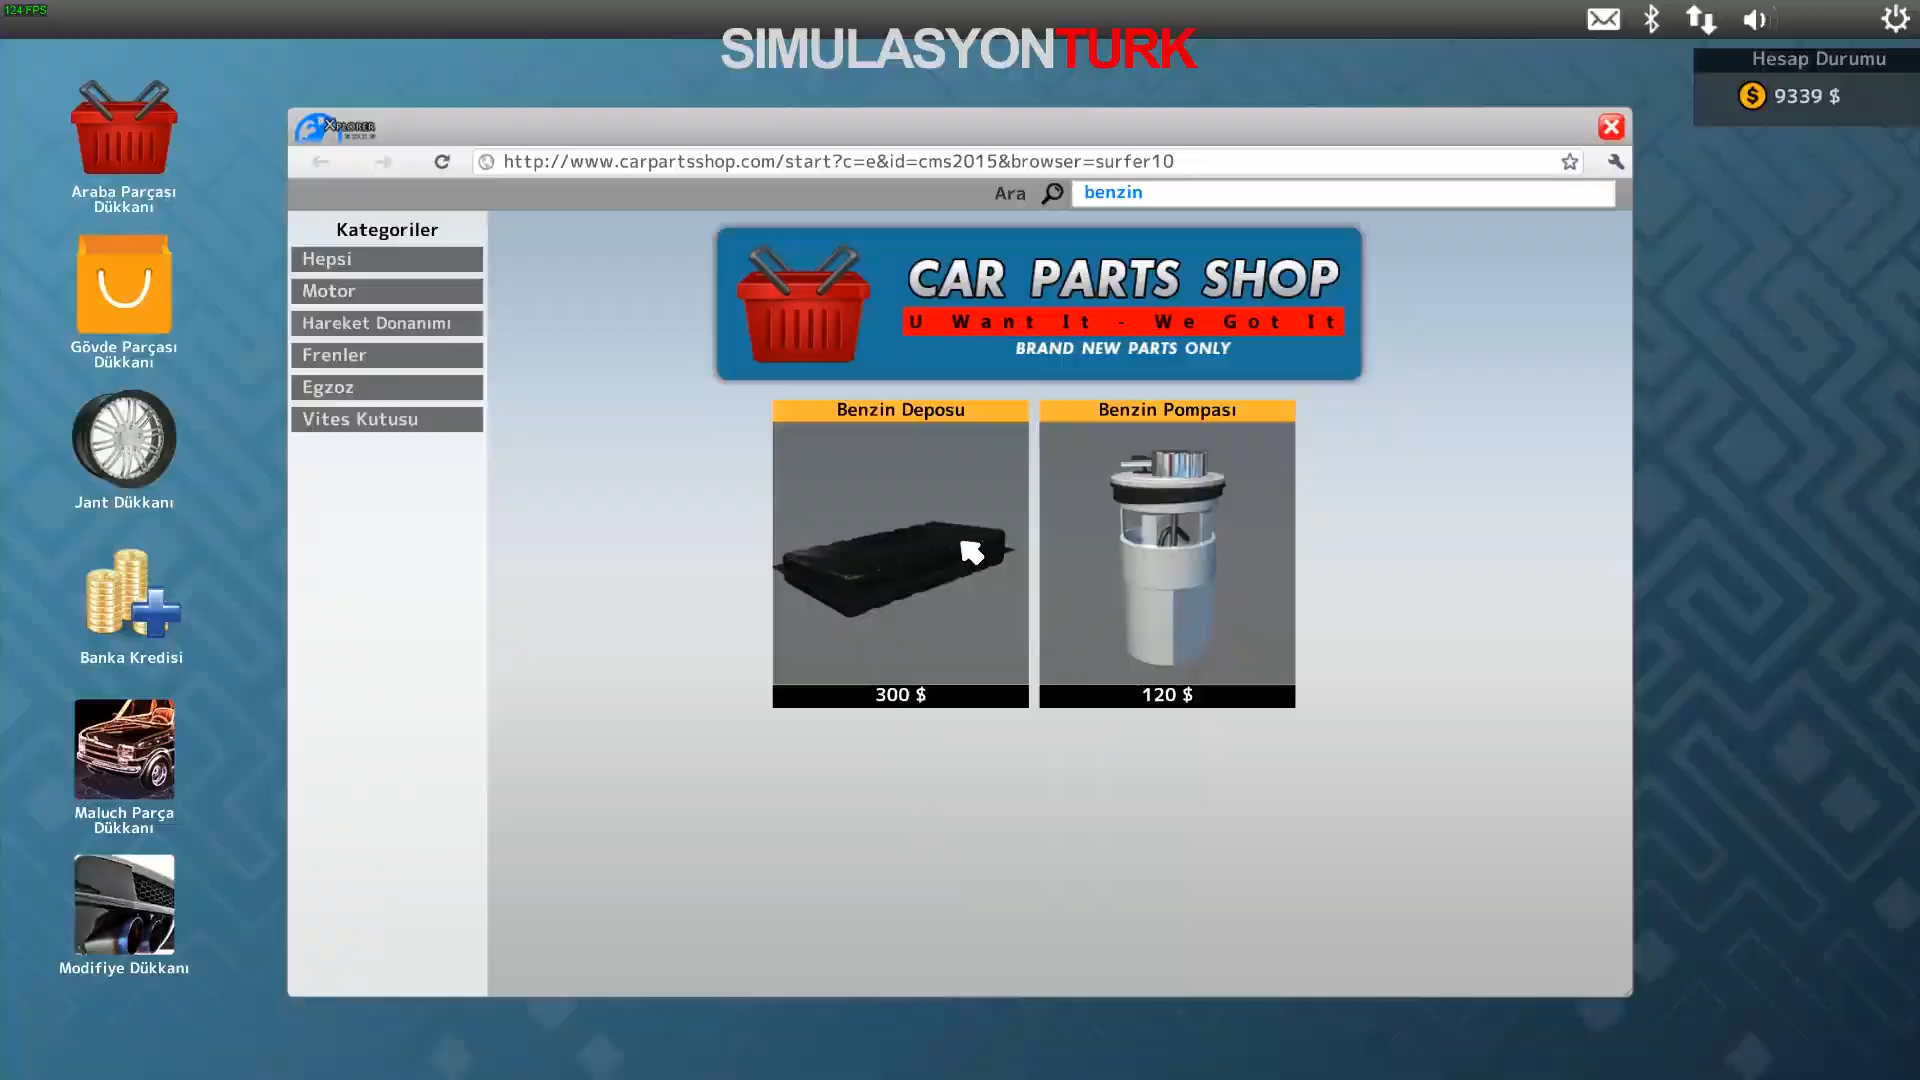 124 FPS
SIMULASYONTURK
Hesap Durumu
9339 $
XPLORER
http://www.carpartsshop.com/start?c=e&id=cms2015&browser=surfer10
Ara
benzin
Kategoriler
Hepsi
Motor
Hareket Donanımı
Frenler
Egzoz
Vites Kutusu
CAR PARTS SHOP
U Want It - We Got It
BRAND NEW PARTS ONLY
Benzin Deposu
300 $
Benzin Pompası
120 $
Araba Parçası
Dükkanı
Gövde Parçası
Dükkanı
Jant Dükkanı
Banka Kredisi
Maluch Parça
Dükkanı
Modifiye Dükkanı